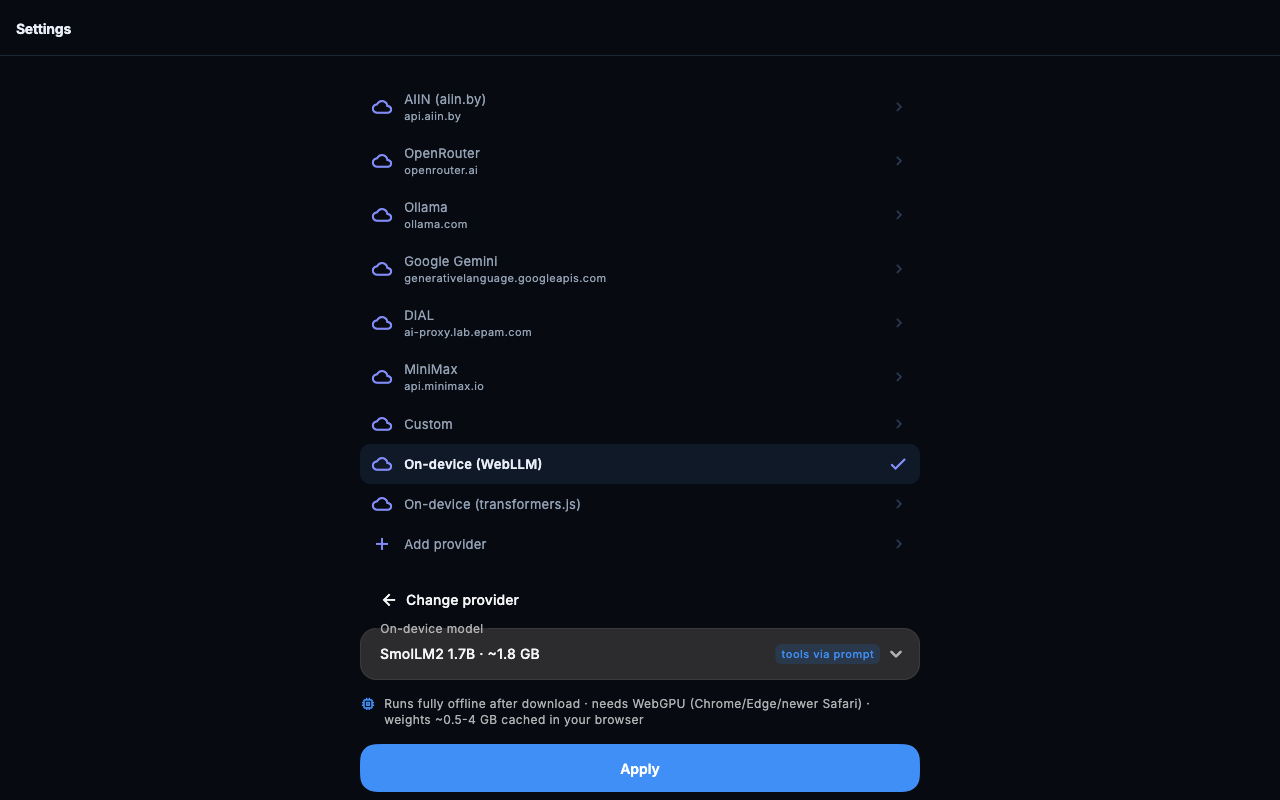 Settings
AIIN (aiin.by)
api.aiin.by
OpenRouter
openrouter.ai
Ollama
ollama.com
Google Gemini
generativelanguage.googleapis.com
DIAL
ai-proxy.lab.epam.com
MiniMax
api.minimax.io
Custom
On-device (WebLLM)
On-device (transformers.js)
Add provider
Change provider
On-device model
SmolLM2 1.7B · ~1.8 GB tools via prompt
Runs fully offline after download · needs WebGPU (Chrome/Edge/newer Safari) ·
weights ~0.5-4 GB cached in your browser
Apply